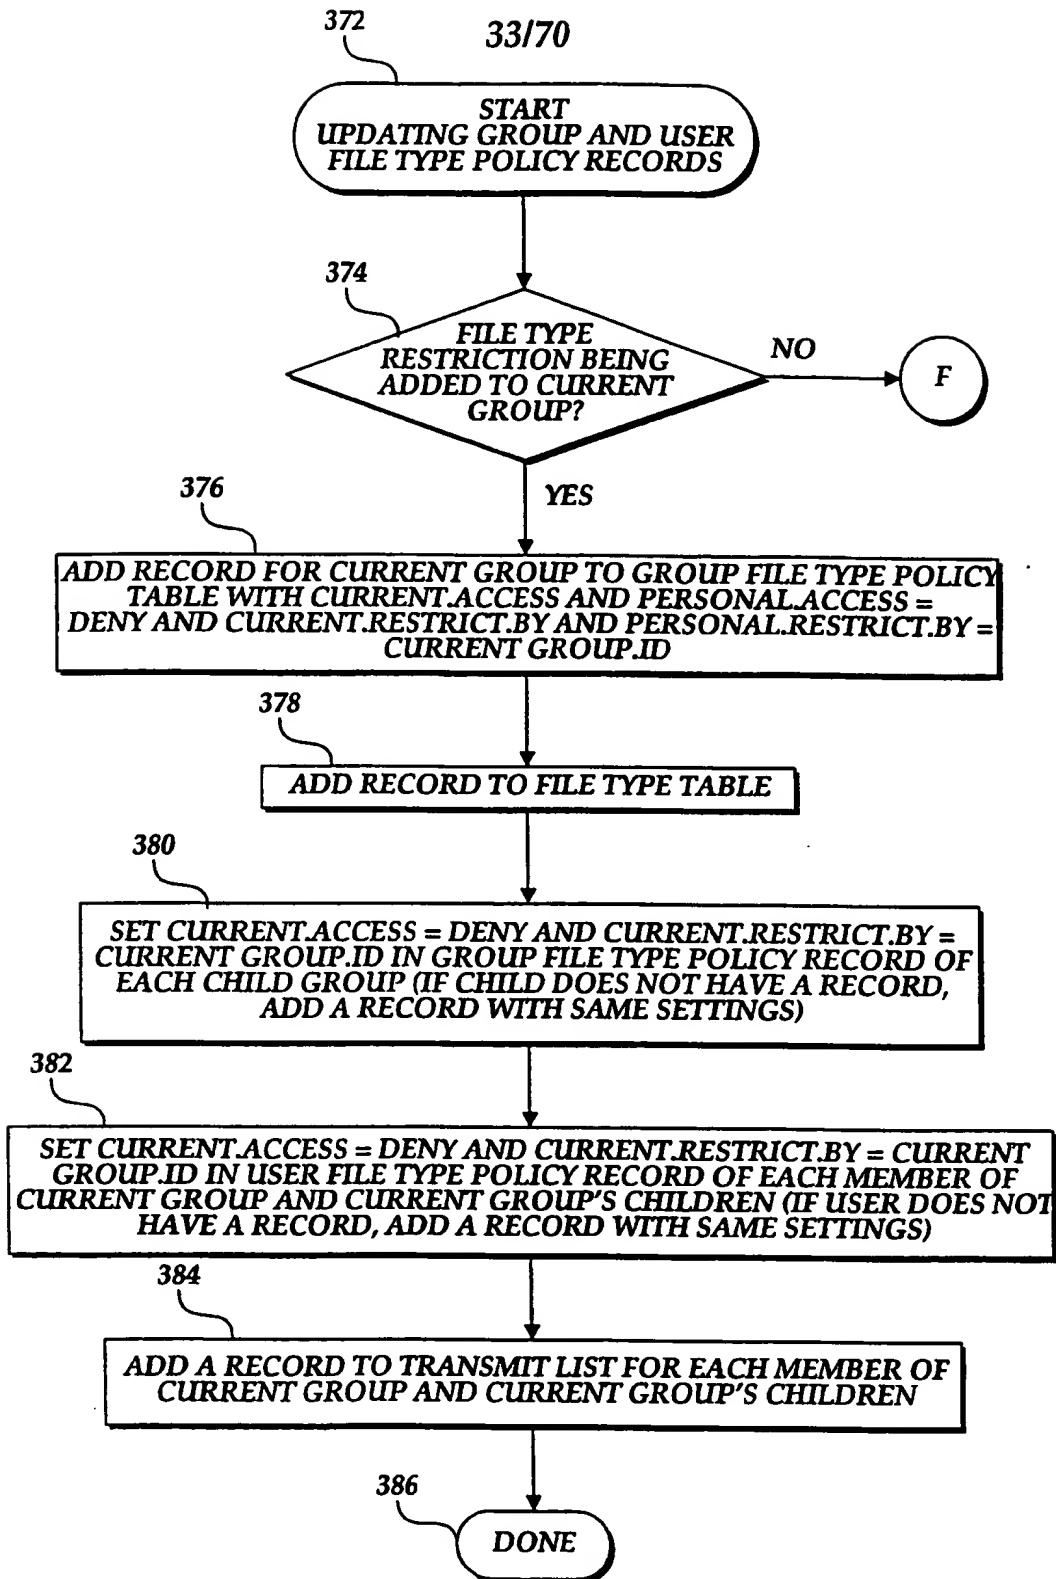 372
33/70
START
UPDATING GROUP AND USER
FILE TYPE POLICY RECORDS
374
FILE TYPE
RESTRICTION BEING
ADDED TO CURRENT
GROUP?
NO
F
YES
376
ADD RECORD FOR CURRENT GROUP TO GROUP FILE TYPE POLICY
TABLE WITH CURRENT.ACCESS AND PERSONAL.ACCESS =
DENY AND CURRENT.RESTRICT.BY AND PERSONAL.RESTRICT.BY =
CURRENT GROUP.ID
378
ADD RECORD TO FILE TYPE TABLE
380
SET CURRENT.ACCESS = DENY AND CURRENT.RESTRICT.BY =
CURRENT GROUP.ID IN GROUP FILE TYPE POLICY RECORD OF
EACH CHILD GROUP (IF CHILD DOES NOT HAVE A RECORD,
ADD A RECORD WITH SAME SETTINGS)
382
SET CURRENT.ACCESS = DENY AND CURRENT.RESTRICT.BY = CURRENT
GROUP.ID IN USER FILE TYPE POLICY RECORD OF EACH MEMBER OF
CURRENT GROUP AND CURRENT GROUP'S CHILDREN (IF USER DOES NOT
HAVE A RECORD, ADD A RECORD WITH SAME SETTINGS)
384
ADD A RECORD TO TRANSMIT LIST FOR EACH MEMBER OF
CURRENT GROUP AND CURRENT GROUP'S CHILDREN
386
DONE